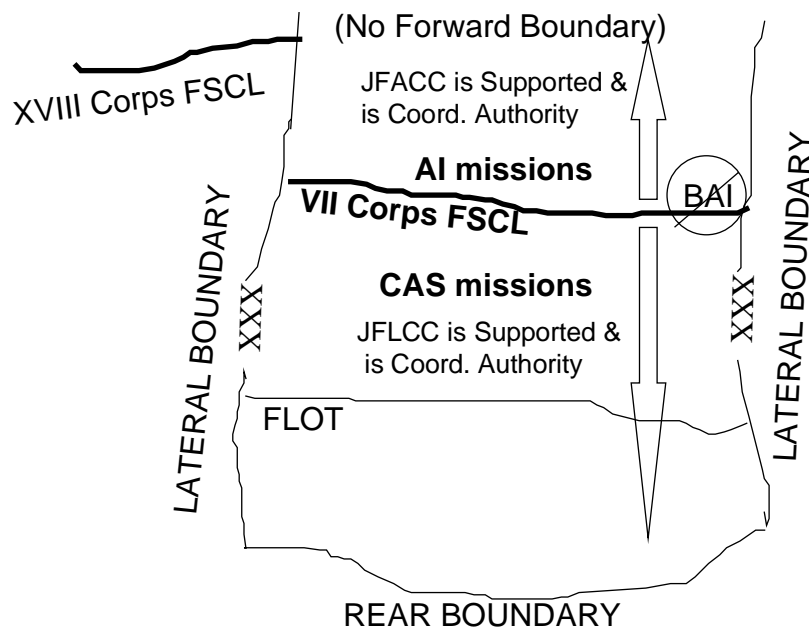 (No Forward Boundary)
JFACC is Supported &
is Coord. Authority
XVIII Corps FSCL
AI missions
BAI
VII Corps FSCL
CAS missions
JFLCC is Supported &
is Coord. Authority
LATERAL BOUNDARY
XXX
XXX
LATERAL BOUNDARY
FLOT
REAR BOUNDARY